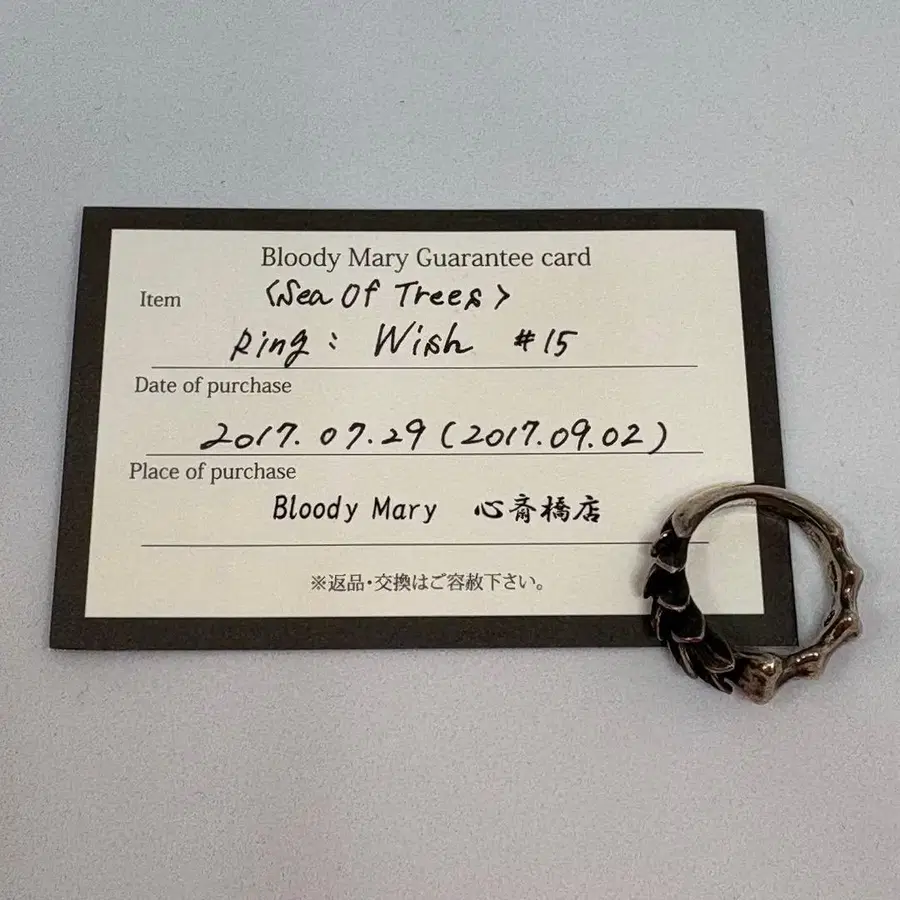 Bloody Mary Guarantee card
Item <Sea Of Trees>
Ring: Wish #15
Date of purchase
2017.07.29 (2017.09.02)
Place of purchase
Bloody Mary 心斎橋店
※返品・交換はご容赦下さい。